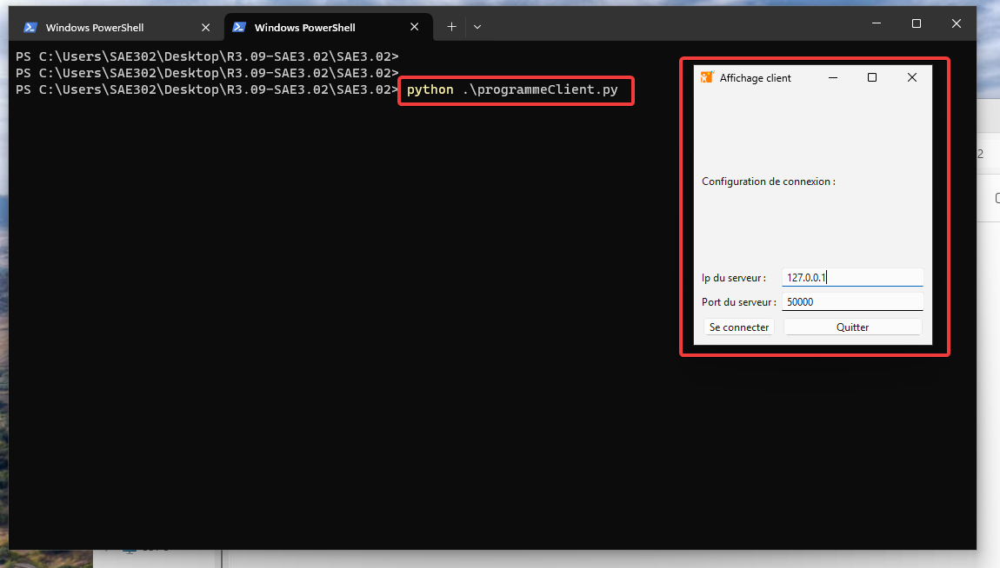 Windows PowerShell
Windows PowerShell
PS C:\Users\SAE302\Desktop\R3.09-SAE3.02\SAE3.02>
PS C:\Users\SAE302\Desktop\R3.09-SAE3.02\SAE3.02>
PS C:\Users\SAE302\Desktop\R3.09-SAE3.02\SAE3.02> python .\programmeClient.py
Affichage client
Configuration de connexion :
Ip du serveur : 127.0.0.1
Port du serveur : 50000
Se connecter Quitter
2